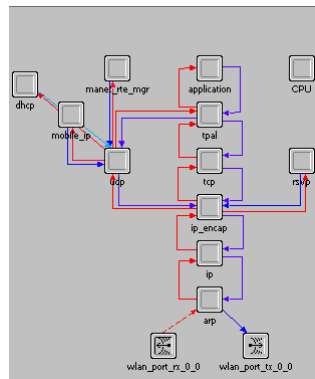 manet_rte_mgr
application
CPU
dhcp
mobile_ip
tpal
udp
tcp
rsvp
ip_encap
ip
arp
wlan_port_rx_0_0
wlan_port_tx_0_0